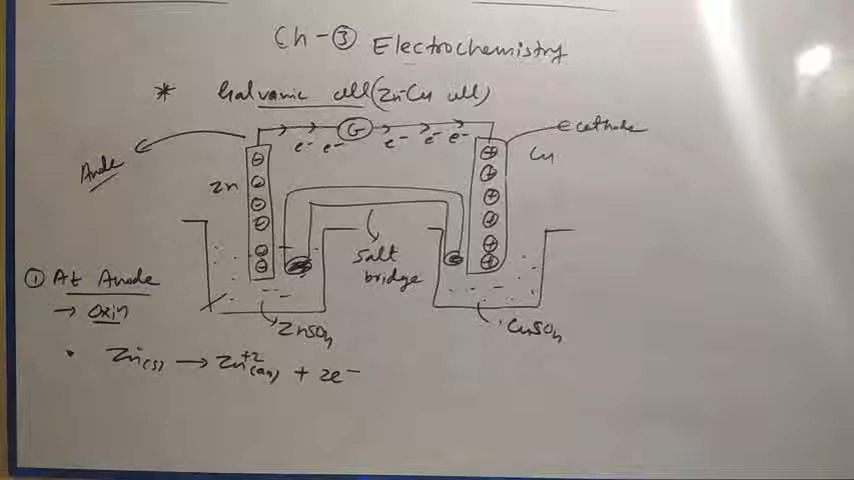 Ch-③ Electrochemistry
* Galvanic cell (Zn-Cu cell)
G
e- e- e- e- e-
Anode
cathode
Zn
Cu
salt
bridge
ZnSO4
CuSO4
① At Anode
→ Oxin
• Zn(s) → Zn+2(aq) + 2e-